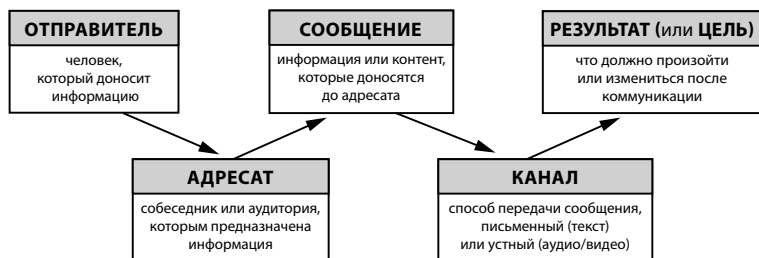 ОТПРАВИТЕЛЬ
человек,
который доносит
информацию
АДРЕСАТ
собеседник или аудитория,
которым предназначена
информация
СООБЩЕНИЕ
информация или контент,
которые доносятся
до адресата
КАНАЛ
способ передачи сообщения,
письменный (текст)
или устный (аудио/видео)
РЕЗУЛЬТАТ (или ЦЕЛЬ)
что должно произойти
или измениться после
коммуникации